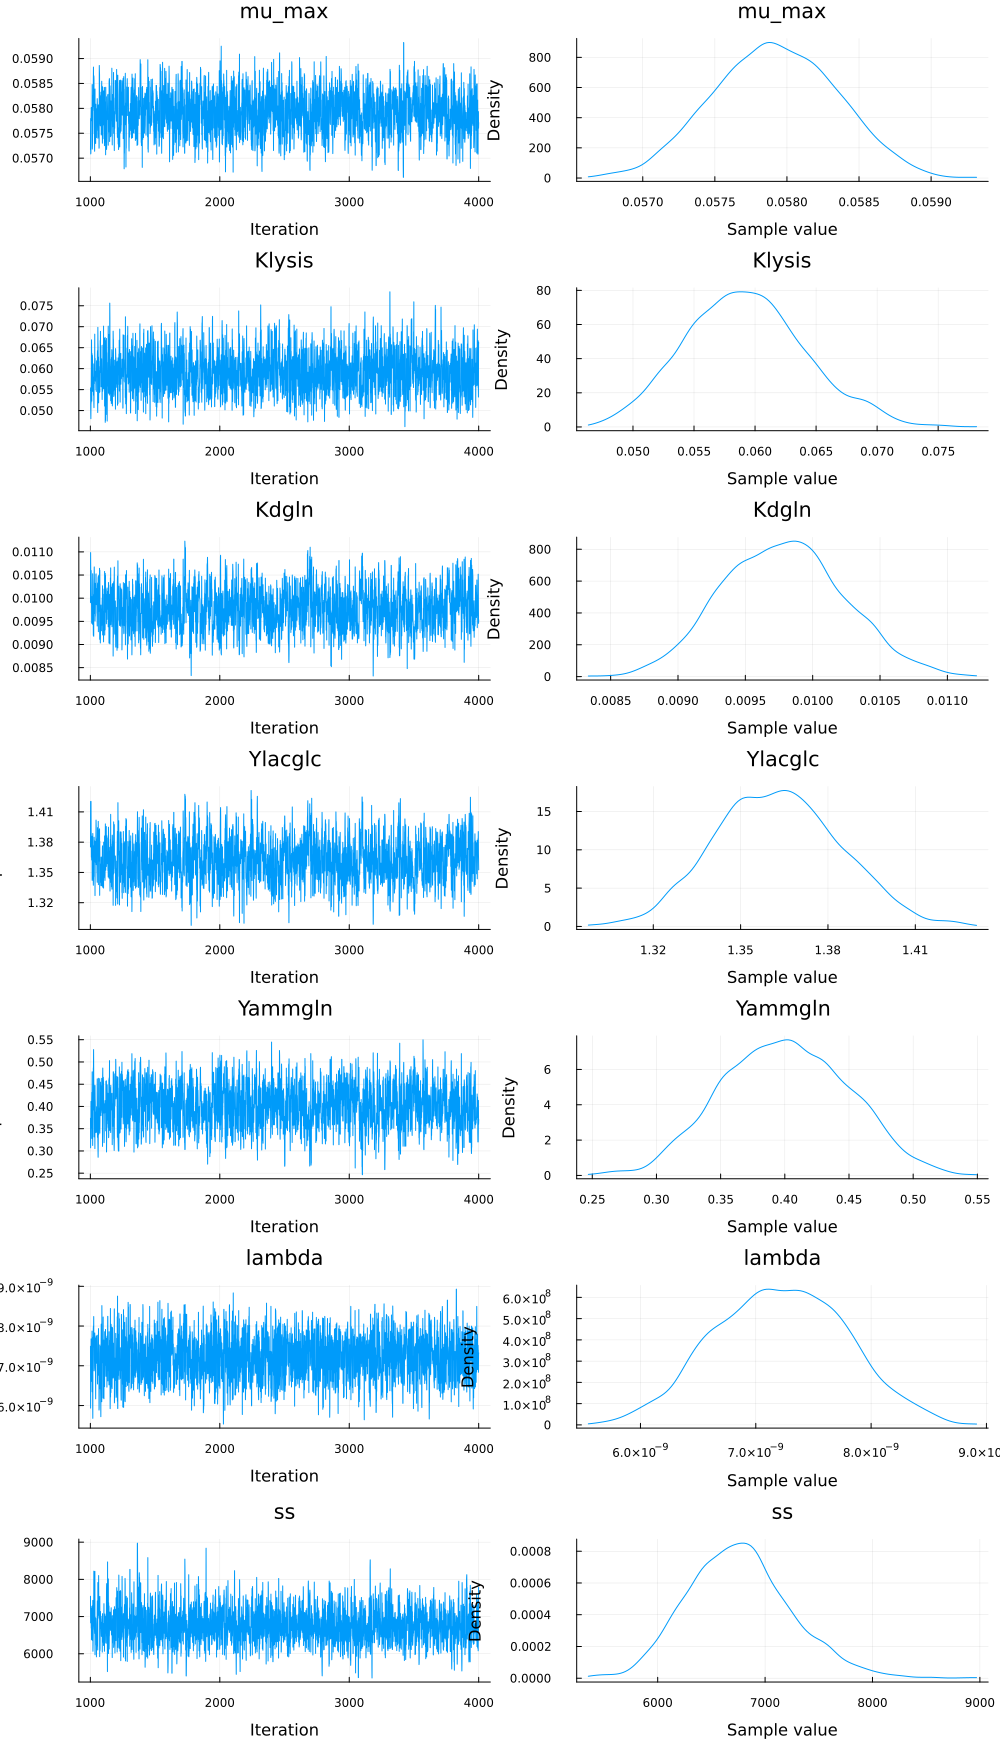 mu_max
mu_max
0.0590
0.0585
0.0580
0.0575
0.0570
1000 2000 3000 4000
Iteration
Density
800
600
400
200
0
0.0570 0.0575 0.0580 0.0585 0.0590
Sample value
Klysis
Klysis
0.075
0.070
0.065
0.060
0.055
0.050
1000 2000 3000 4000
Iteration
Density
80
60
40
20
0
0.050 0.055 0.060 0.065 0.070 0.075
Sample value
Kdgln
Kdgln
0.0110
0.0105
0.0100
0.0095
0.0090
0.0085
1000 2000 3000 4000
Iteration
Density
800
600
400
200
0
0.0085 0.0090 0.0095 0.0100 0.0105 0.0110
Sample value
Ylacglc
Ylacglc
1.41
1.38
1.35
1.32
1000 2000 3000 4000
Iteration
Density
15
10
5
0
1.32 1.35 1.38 1.41
Sample value
Yammgln
Yammgln
0.55
0.50
0.45
0.40
0.35
0.30
0.25
1000 2000 3000 4000
Iteration
Density
6
4
2
0
0.25 0.30 0.35 0.40 0.45 0.50 0.55
Sample value
lambda
lambda
9.0×10⁻⁹
8.0×10⁻⁹
7.0×10⁻⁹
6.0×10⁻⁹
1000 2000 3000 4000
Iteration
Density
6.0×10⁸
5.0×10⁸
4.0×10⁸
3.0×10⁸
2.0×10⁸
1.0×10⁸
0
6.0×10⁻⁹ 7.0×10⁻⁹ 8.0×10⁻⁹ 9.0×1
Sample value
ss
ss
9000
8000
7000
6000
1000 2000 3000 4000
Iteration
Density
0.0008
0.0006
0.0004
0.0002
0.0000
6000 7000 8000 9000
Sample value